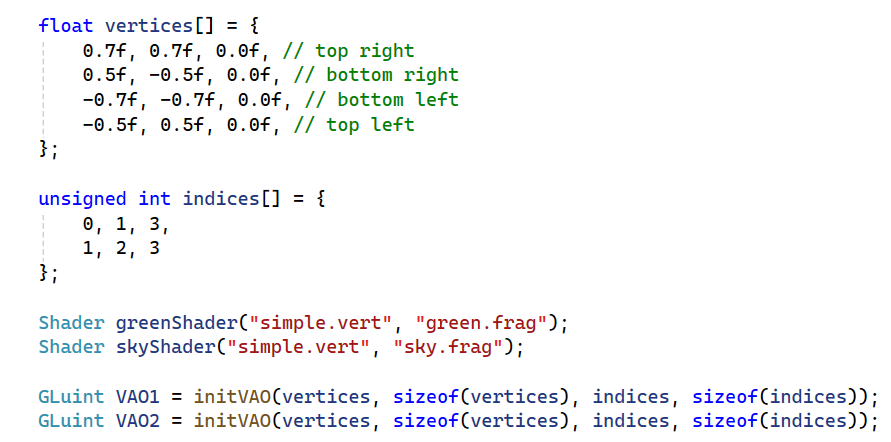 float vertices[] = {
    0.7f, 0.7f, 0.0f, // top right
    0.5f, -0.5f, 0.0f, // bottom right
    -0.7f, -0.7f, 0.0f, // bottom left
    -0.5f, 0.5f, 0.0f, // top left
};

unsigned int indices[] = {
    0, 1, 3,
    1, 2, 3
};

Shader greenShader("simple.vert", "green.frag");
Shader skyShader("simple.vert", "sky.frag");

GLuint VAO1 = initVAO(vertices, sizeof(vertices), indices, sizeof(indices));
GLuint VAO2 = initVAO(vertices, sizeof(vertices), indices, sizeof(indices));